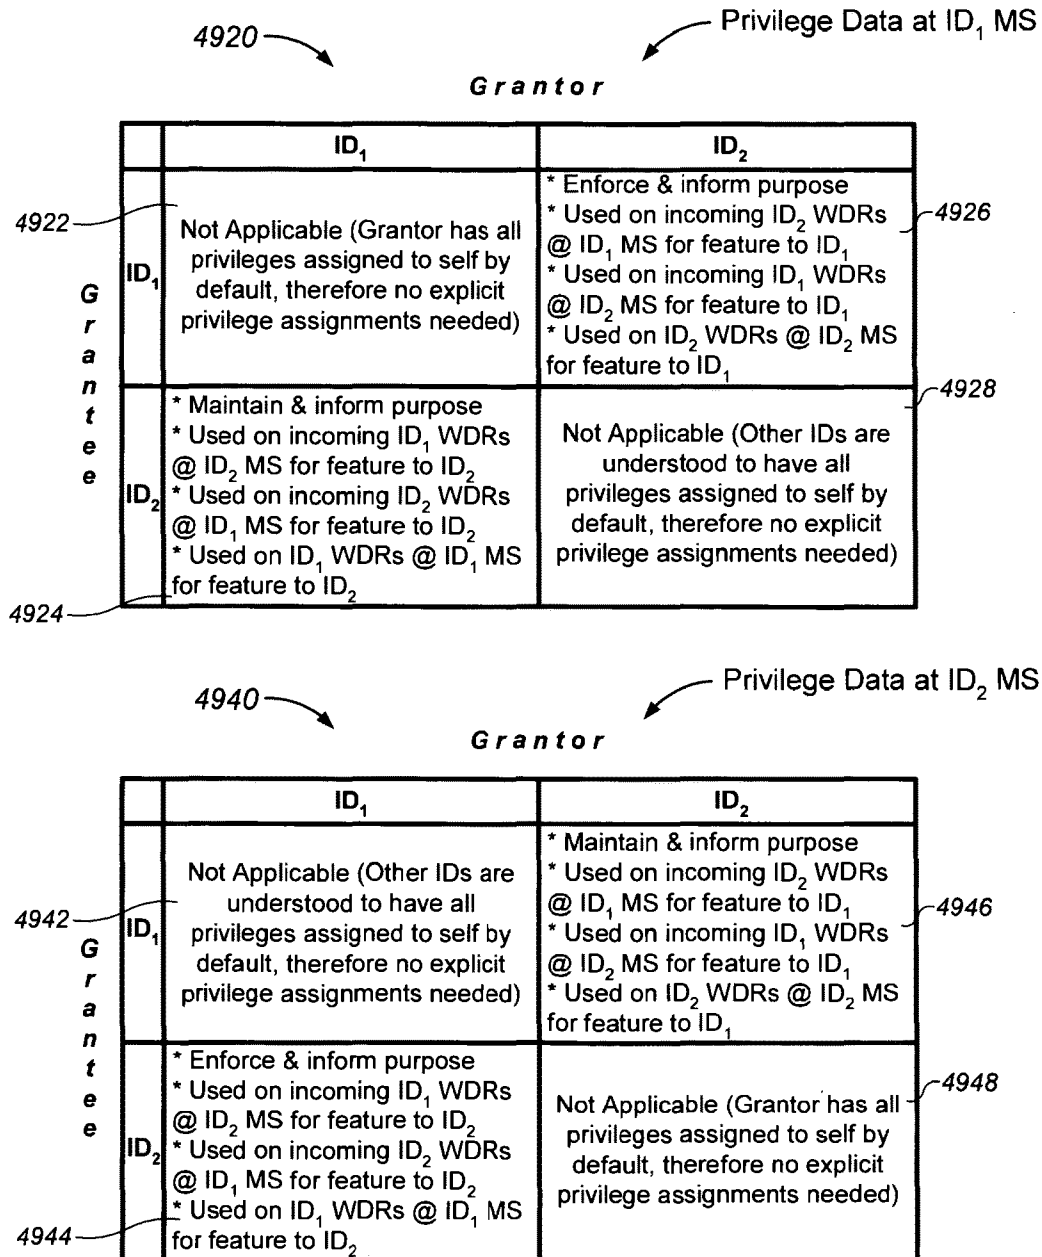 4920
Privilege Data at ID₁ MS
Grantor
ID₁
ID₂
4922
Grantee
ID₁
Not Applicable (Grantor has all
privileges assigned to self by
default, therefore no explicit
privilege assignments needed)
* Enforce & inform purpose
* Used on incoming ID₂ WDRs
@ ID₁ MS for feature to ID₁
* Used on incoming ID₁ WDRs
@ ID₂ MS for feature to ID₁
* Used on ID₂ WDRs @ ID₂ MS
for feature to ID₁
4926
ID₂
* Maintain & inform purpose
* Used on incoming ID₁ WDRs
@ ID₂ MS for feature to ID₂
* Used on incoming ID₂ WDRs
@ ID₁ MS for feature to ID₂
* Used on ID₁ WDRs @ ID₁ MS
for feature to ID₂
4924
Not Applicable (Other IDs are
understood to have all
privileges assigned to self by
default, therefore no explicit
privilege assignments needed)
4928
4940
Privilege Data at ID₂ MS
Grantor
ID₁
ID₂
4942
Grantee
ID₁
Not Applicable (Other IDs are
understood to have all
privileges assigned to self by
default, therefore no explicit
privilege assignments needed)
* Maintain & inform purpose
* Used on incoming ID₂ WDRs
@ ID₁ MS for feature to ID₁
* Used on incoming ID₁ WDRs
@ ID₂ MS for feature to ID₁
* Used on ID₂ WDRs @ ID₂ MS
for feature to ID₁
4946
ID₂
* Enforce & inform purpose
* Used on incoming ID₁ WDRs
@ ID₂ MS for feature to ID₂
* Used on incoming ID₂ WDRs
@ ID₁ MS for feature to ID₂
* Used on ID₁ WDRs @ ID₁ MS
for feature to ID₂
4944
Not Applicable (Grantor has all
privileges assigned to self by
default, therefore no explicit
privilege assignments needed)
4948